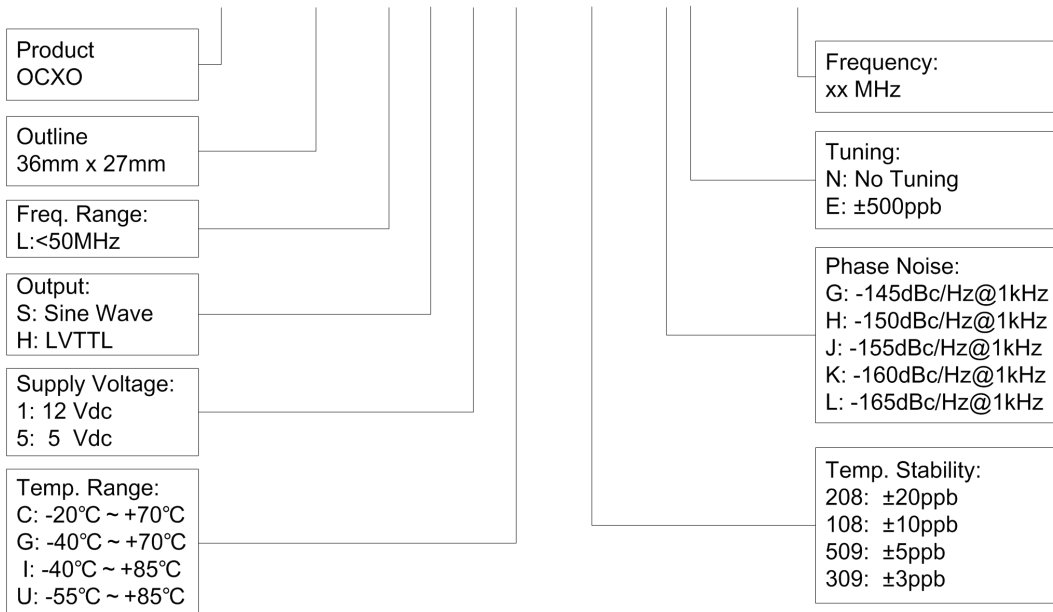 Product
OCXO
Outline
36mm x 27mm
Freq. Range:
L:<50MHz
Output:
S: Sine Wave
H: LVTTL
Supply Voltage:
1: 12 Vdc
5: 5 Vdc
Temp. Range:
C: -20℃ ~ +70℃
G: -40℃ ~ +70℃
I: -40℃ ~ +85℃
U: -55℃ ~ +85℃
Frequency:
xx MHz
Tuning:
N: No Tuning
E: ±500ppb
Phase Noise:
G: -145dBc/Hz@1kHz
H: -150dBc/Hz@1kHz
J: -155dBc/Hz@1kHz
K: -160dBc/Hz@1kHz
L: -165dBc/Hz@1kHz
Temp. Stability:
208: ±20ppb
108: ±10ppb
509: ±5ppb
309: ±3ppb